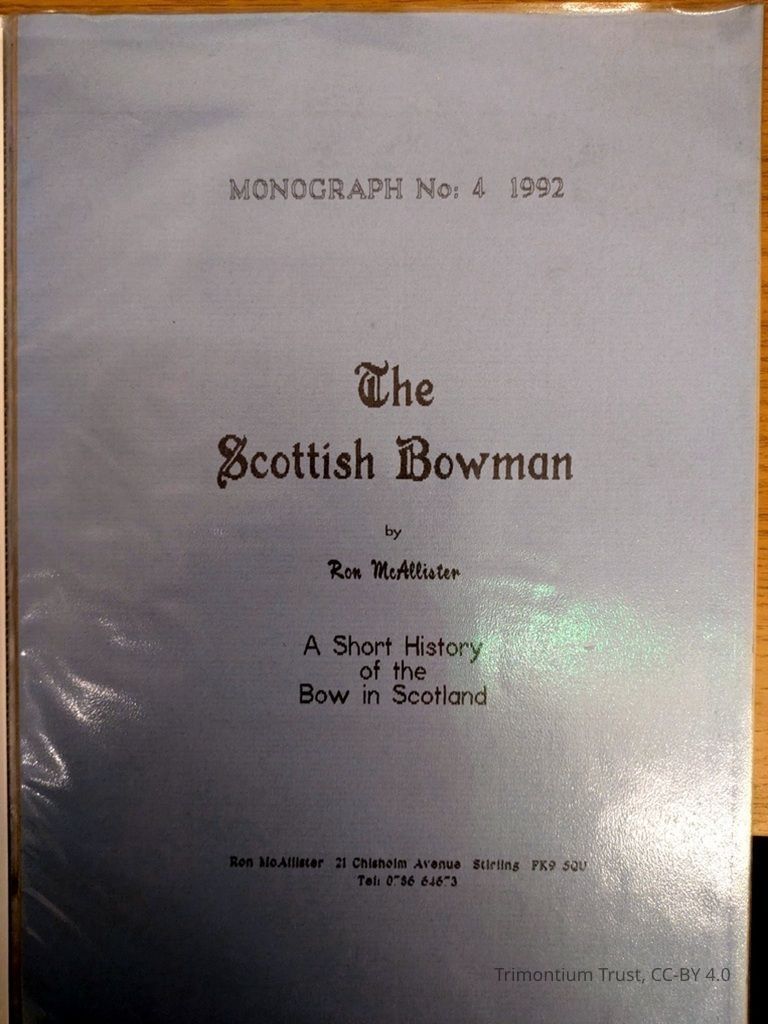 MONOGRAPH No: 4 1992
The
Scottish Bowman
by
Ron McAllister
A Short History
of the
Bow in Scotland
Ron McAllister 21 Chisholm Avenue Stirling FK9 5QU
Tel:
Trimontium Trust, CC-BY 4.0